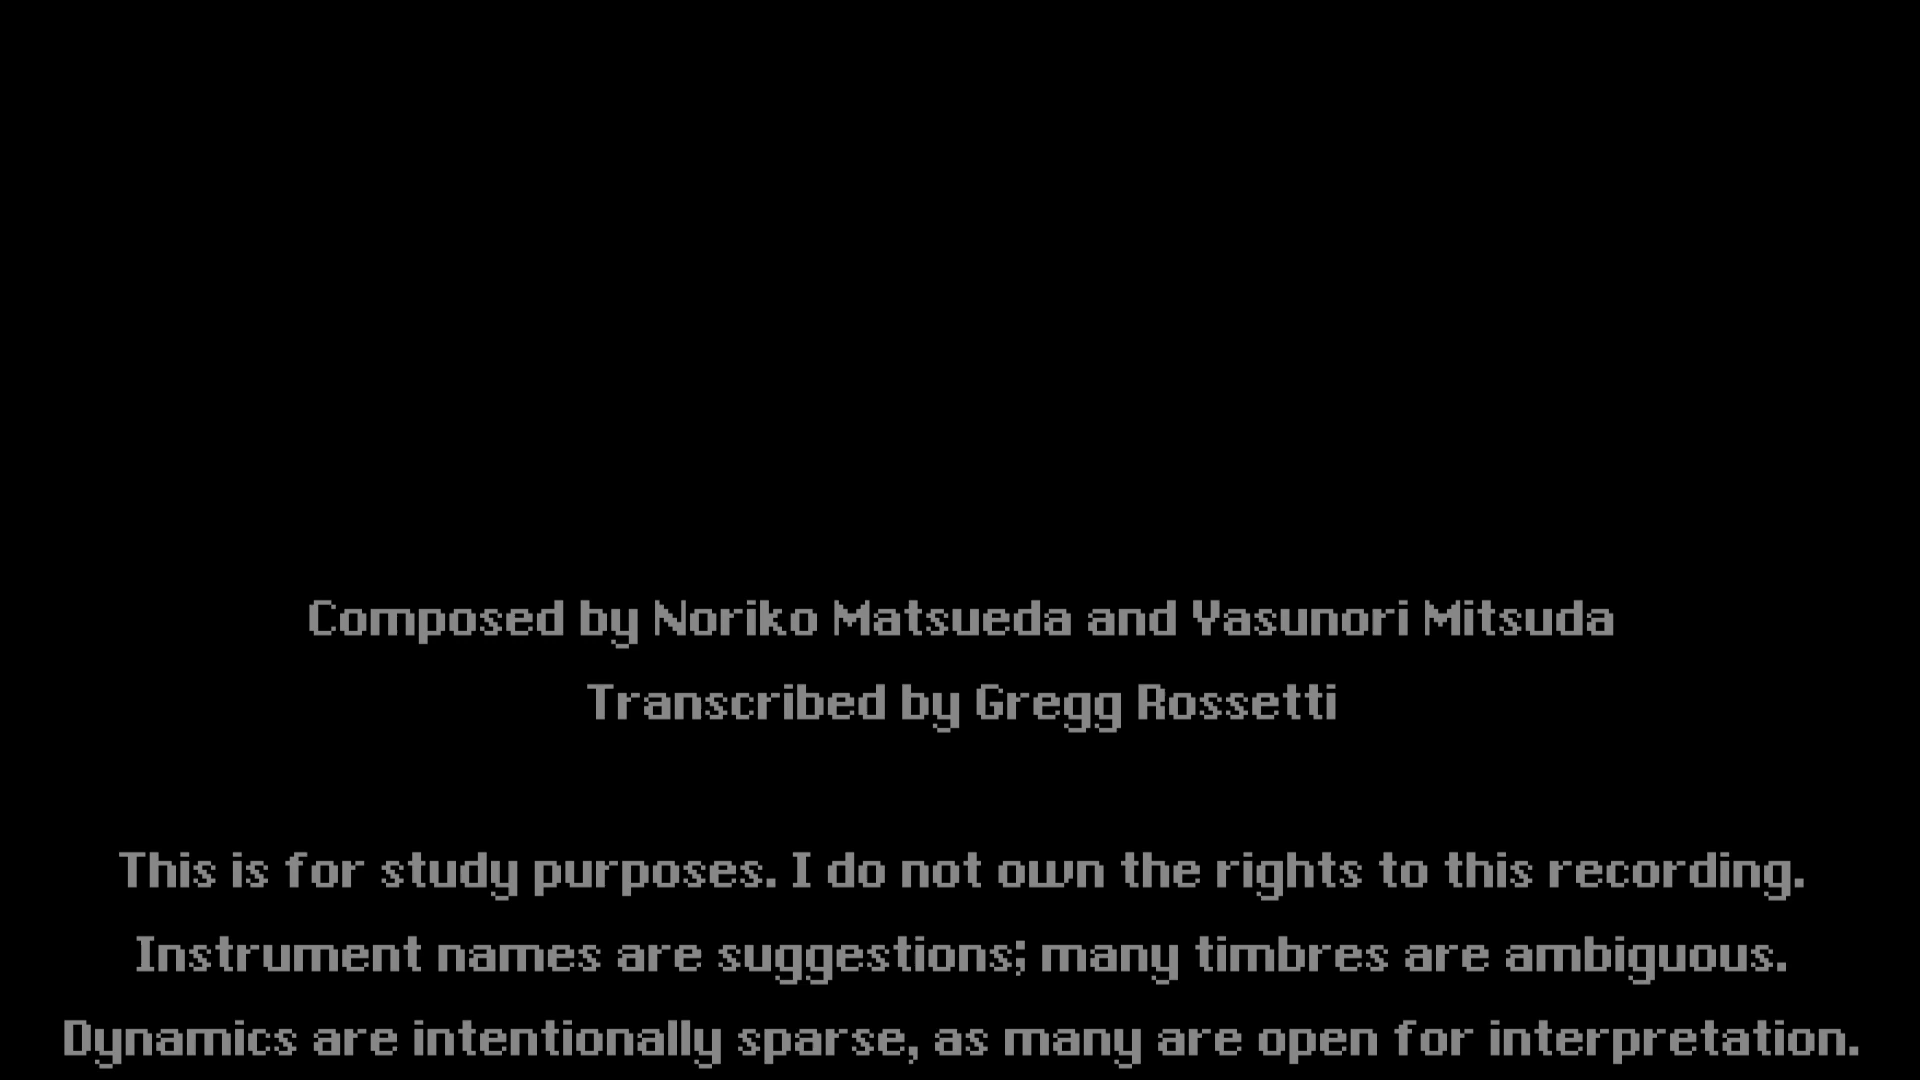 Composed by Noriko Matsueda and Yasunori Mitsuda
Transcribed by Gregg Rossetti
This is for study purposes. I do not own the rights to this recording.
Instrument names are suggestions; many timbres are ambiguous.
Dynamics are intentionally sparse, as many are open for interpretation.